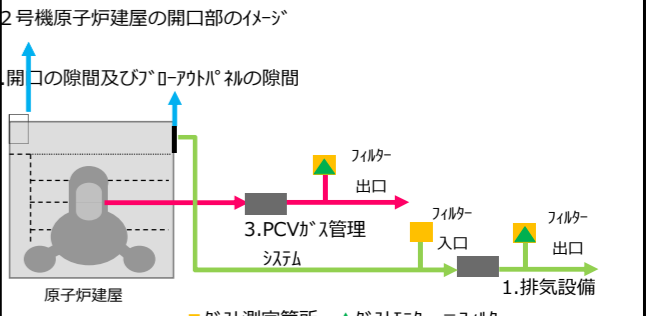 ２号機原子炉建屋の開口部のｲﾒｰｼﾞ
.開口の隙間及びﾌﾞﾛｰｱｳﾄﾊﾟﾈﾙの隙間
ﾌｨﾙﾀｰ
出口
3.PCVｶﾞｽ管理
ｼｽﾃﾑ
ﾌｨﾙﾀｰ
入口
ﾌｨﾙﾀｰ
出口
1.排気設備
原子炉建屋